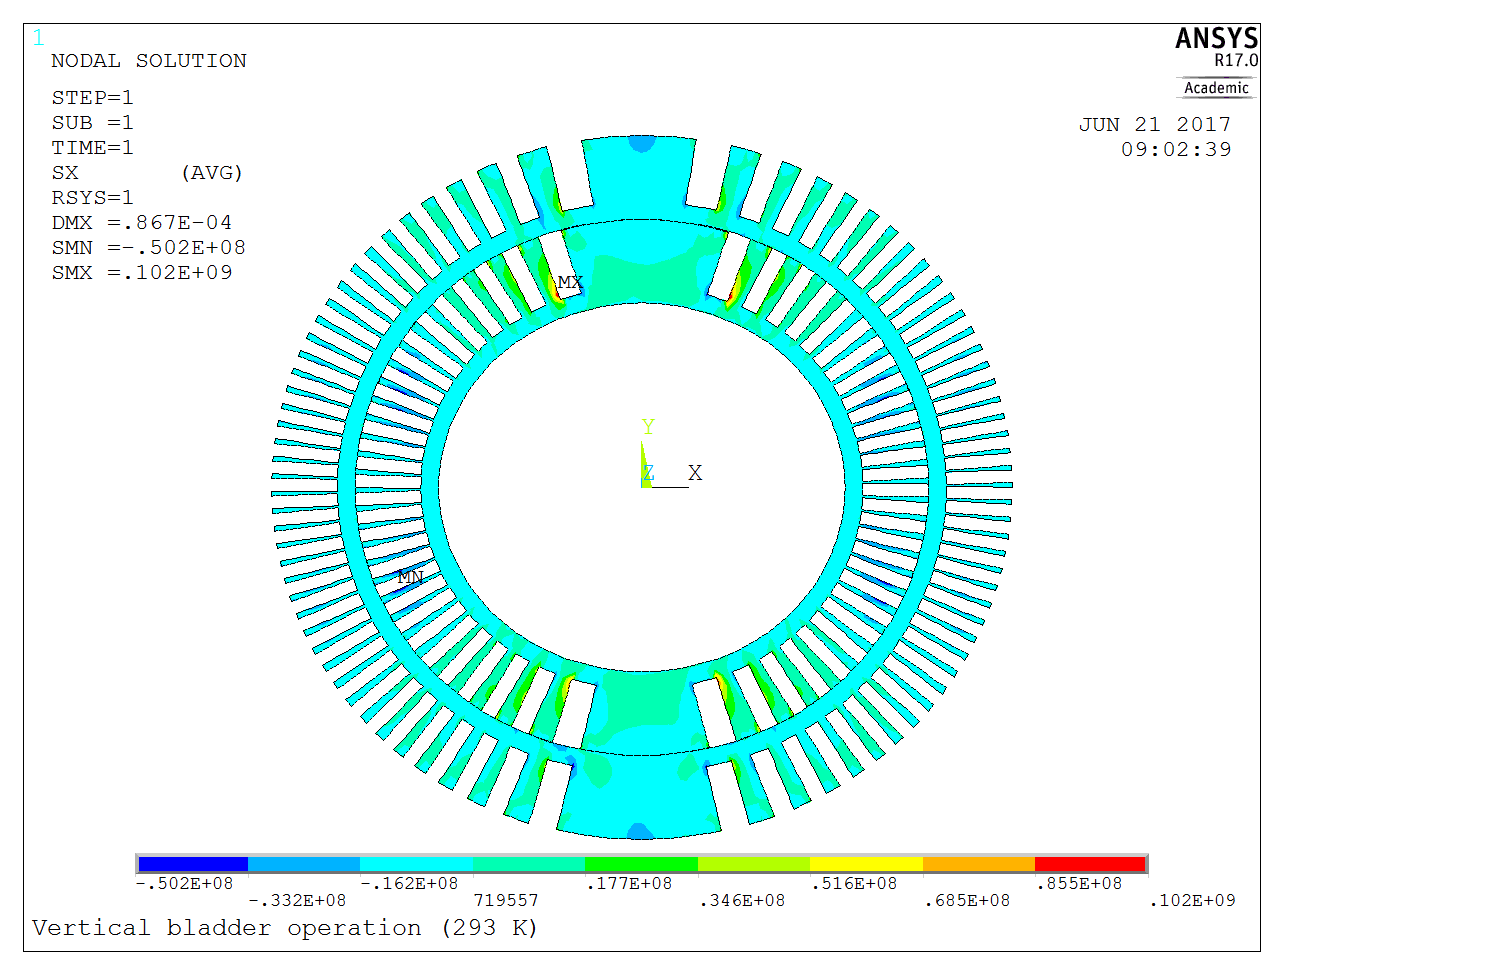 1
NODAL SOLUTION
STEP=1
SUB =1
TIME=1
SX (AVG)
RSYS=1
DMX =.867E-04
SMN =-.502E+08
SMX =.102E+09
ANSYS
R17.0
Academic
JUN 21 2017
09:02:39
MX
Y
Z X
MN
-.502E+08 -.162E+08 .177E+08 .516E+08 .855E+08
-.332E+08 719557 .346E+08 .685E+08 .102E+09
Vertical bladder operation (293 K)